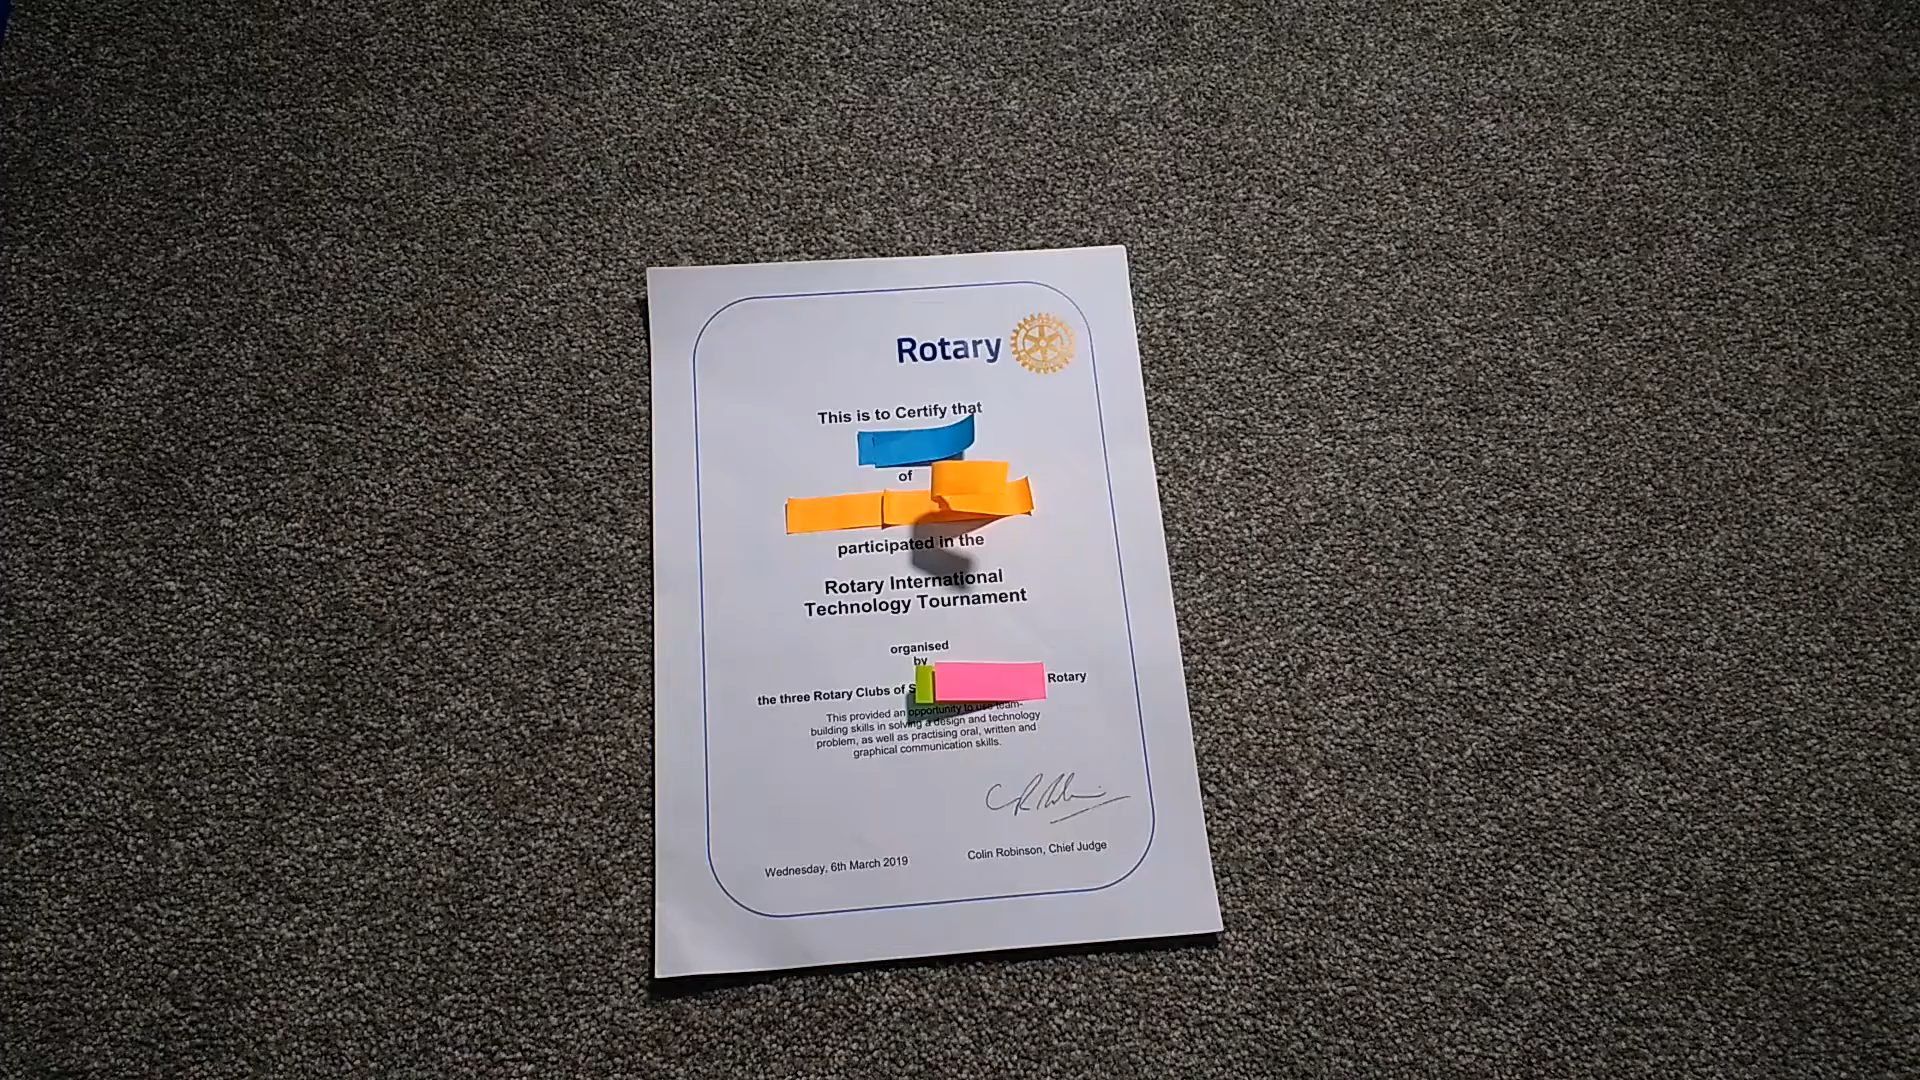 Rotary
This is to Certify that
of
participated in the
Rotary International
Technology Tournament
organised
by
the three Rotary Clubs of S Rotary
This provided an opportunity to use team-
building skills in solving a design and technology
problem, as well as practising oral, written and
graphical communication skills.
Wednesday, 6th March 2019
Colin Robinson, Chief Judge